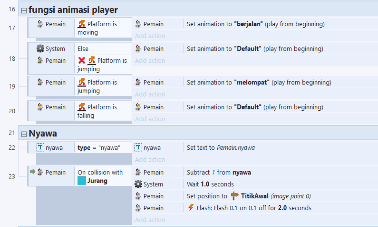 16 fungsi animasi player
17 Pemain Platform is moving Pemain Set animation to "berjalan" (play from beginning)
Add action
18 System Else Pemain Set animation to "Default" (play from beginning)
Pemain Platform is jumping Add action
19 Pemain Platform is jumping Pemain Set animation to "melompat" (play from beginning)
Add action
20 Pemain Platform is falling Pemain Set animation to "Default" (play from beginning)
Add action
21 Nyawa
22 T nyawa type = "nyawa" T nyawa Set text to Pemain.nyawa
Add action
23 Pemain On collision with Jurang Pemain Subtract 1 from nyawa
System Wait 1.0 seconds
Pemain Set position to TitikAwal (image point 0)
Pemain Flash: Flash 0.1 on 0.1 off for 2.0 seconds
Add action